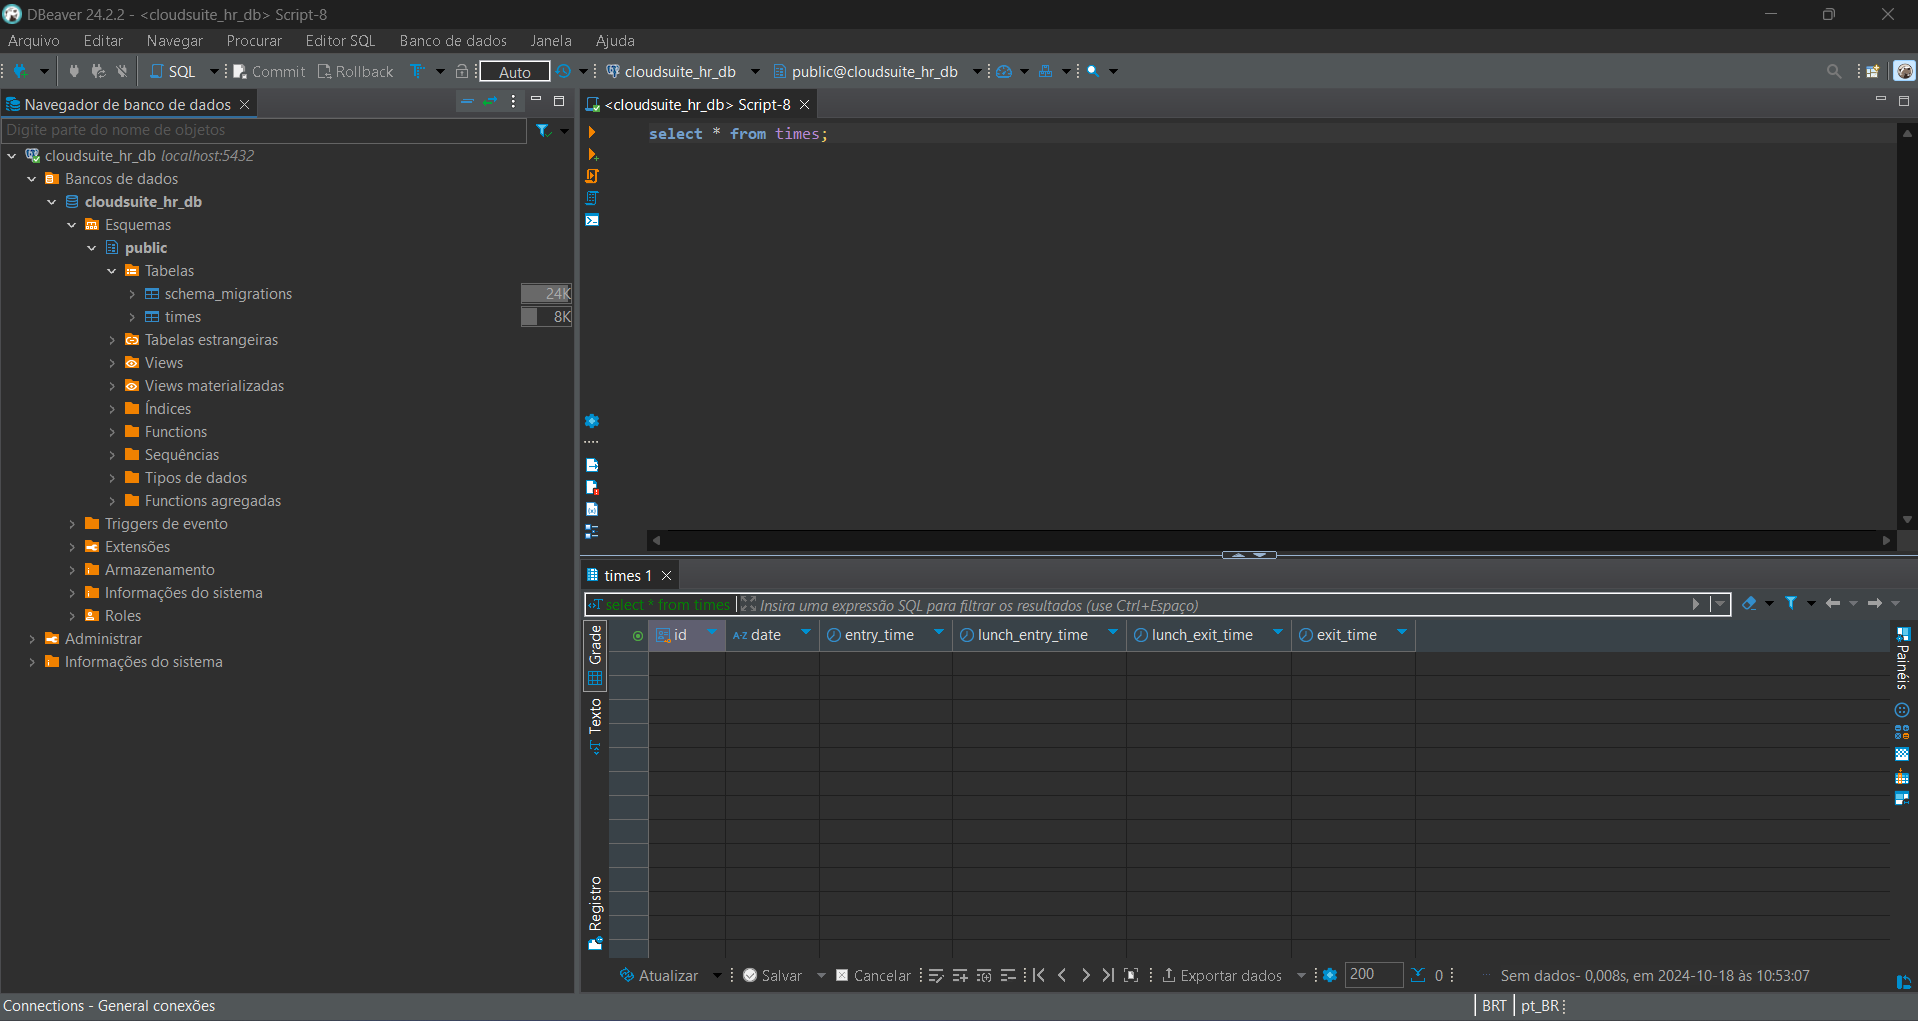 DBeaver 24.2.2 - <cloudsuite_hr_db> Script-8
Arquivo Editar Navegar Procurar Editor SQL Banco de dados Janela Ajuda
SQL Commit Rollback Auto cloudsuite_hr_db public@cloudsuite_hr_db
Navegador de banco de dados
Digite parte do nome de objetos
cloudsuite_hr_db localhost:5432
Bancos de dados
cloudsuite_hr_db
Esquemas
public
Tabelas
schema_migrations 24K
times 8K
Tabelas estrangeiras
Views
Views materializadas
Índices
Functions
Sequências
Tipos de dados
Functions agregadas
Triggers de evento
Extensões
Armazenamento
Informações do sistema
Roles
Administrar
Informações do sistema
<cloudsuite_hr_db> Script-8
select * from times;
times 1
select * from times Insira uma expressão SQL para filtrar os resultados (use Ctrl+Espaço)
Grade
Texto
Registro
id A-Z date entry_time lunch_entry_time lunch_exit_time exit_time
Painéis
Atualizar Salvar Cancelar Exportar dados 200 0 Sem dados- 0,008s, em 2024-10-18 às 10:53:07
Connections - General conexões
BRT pt_BR